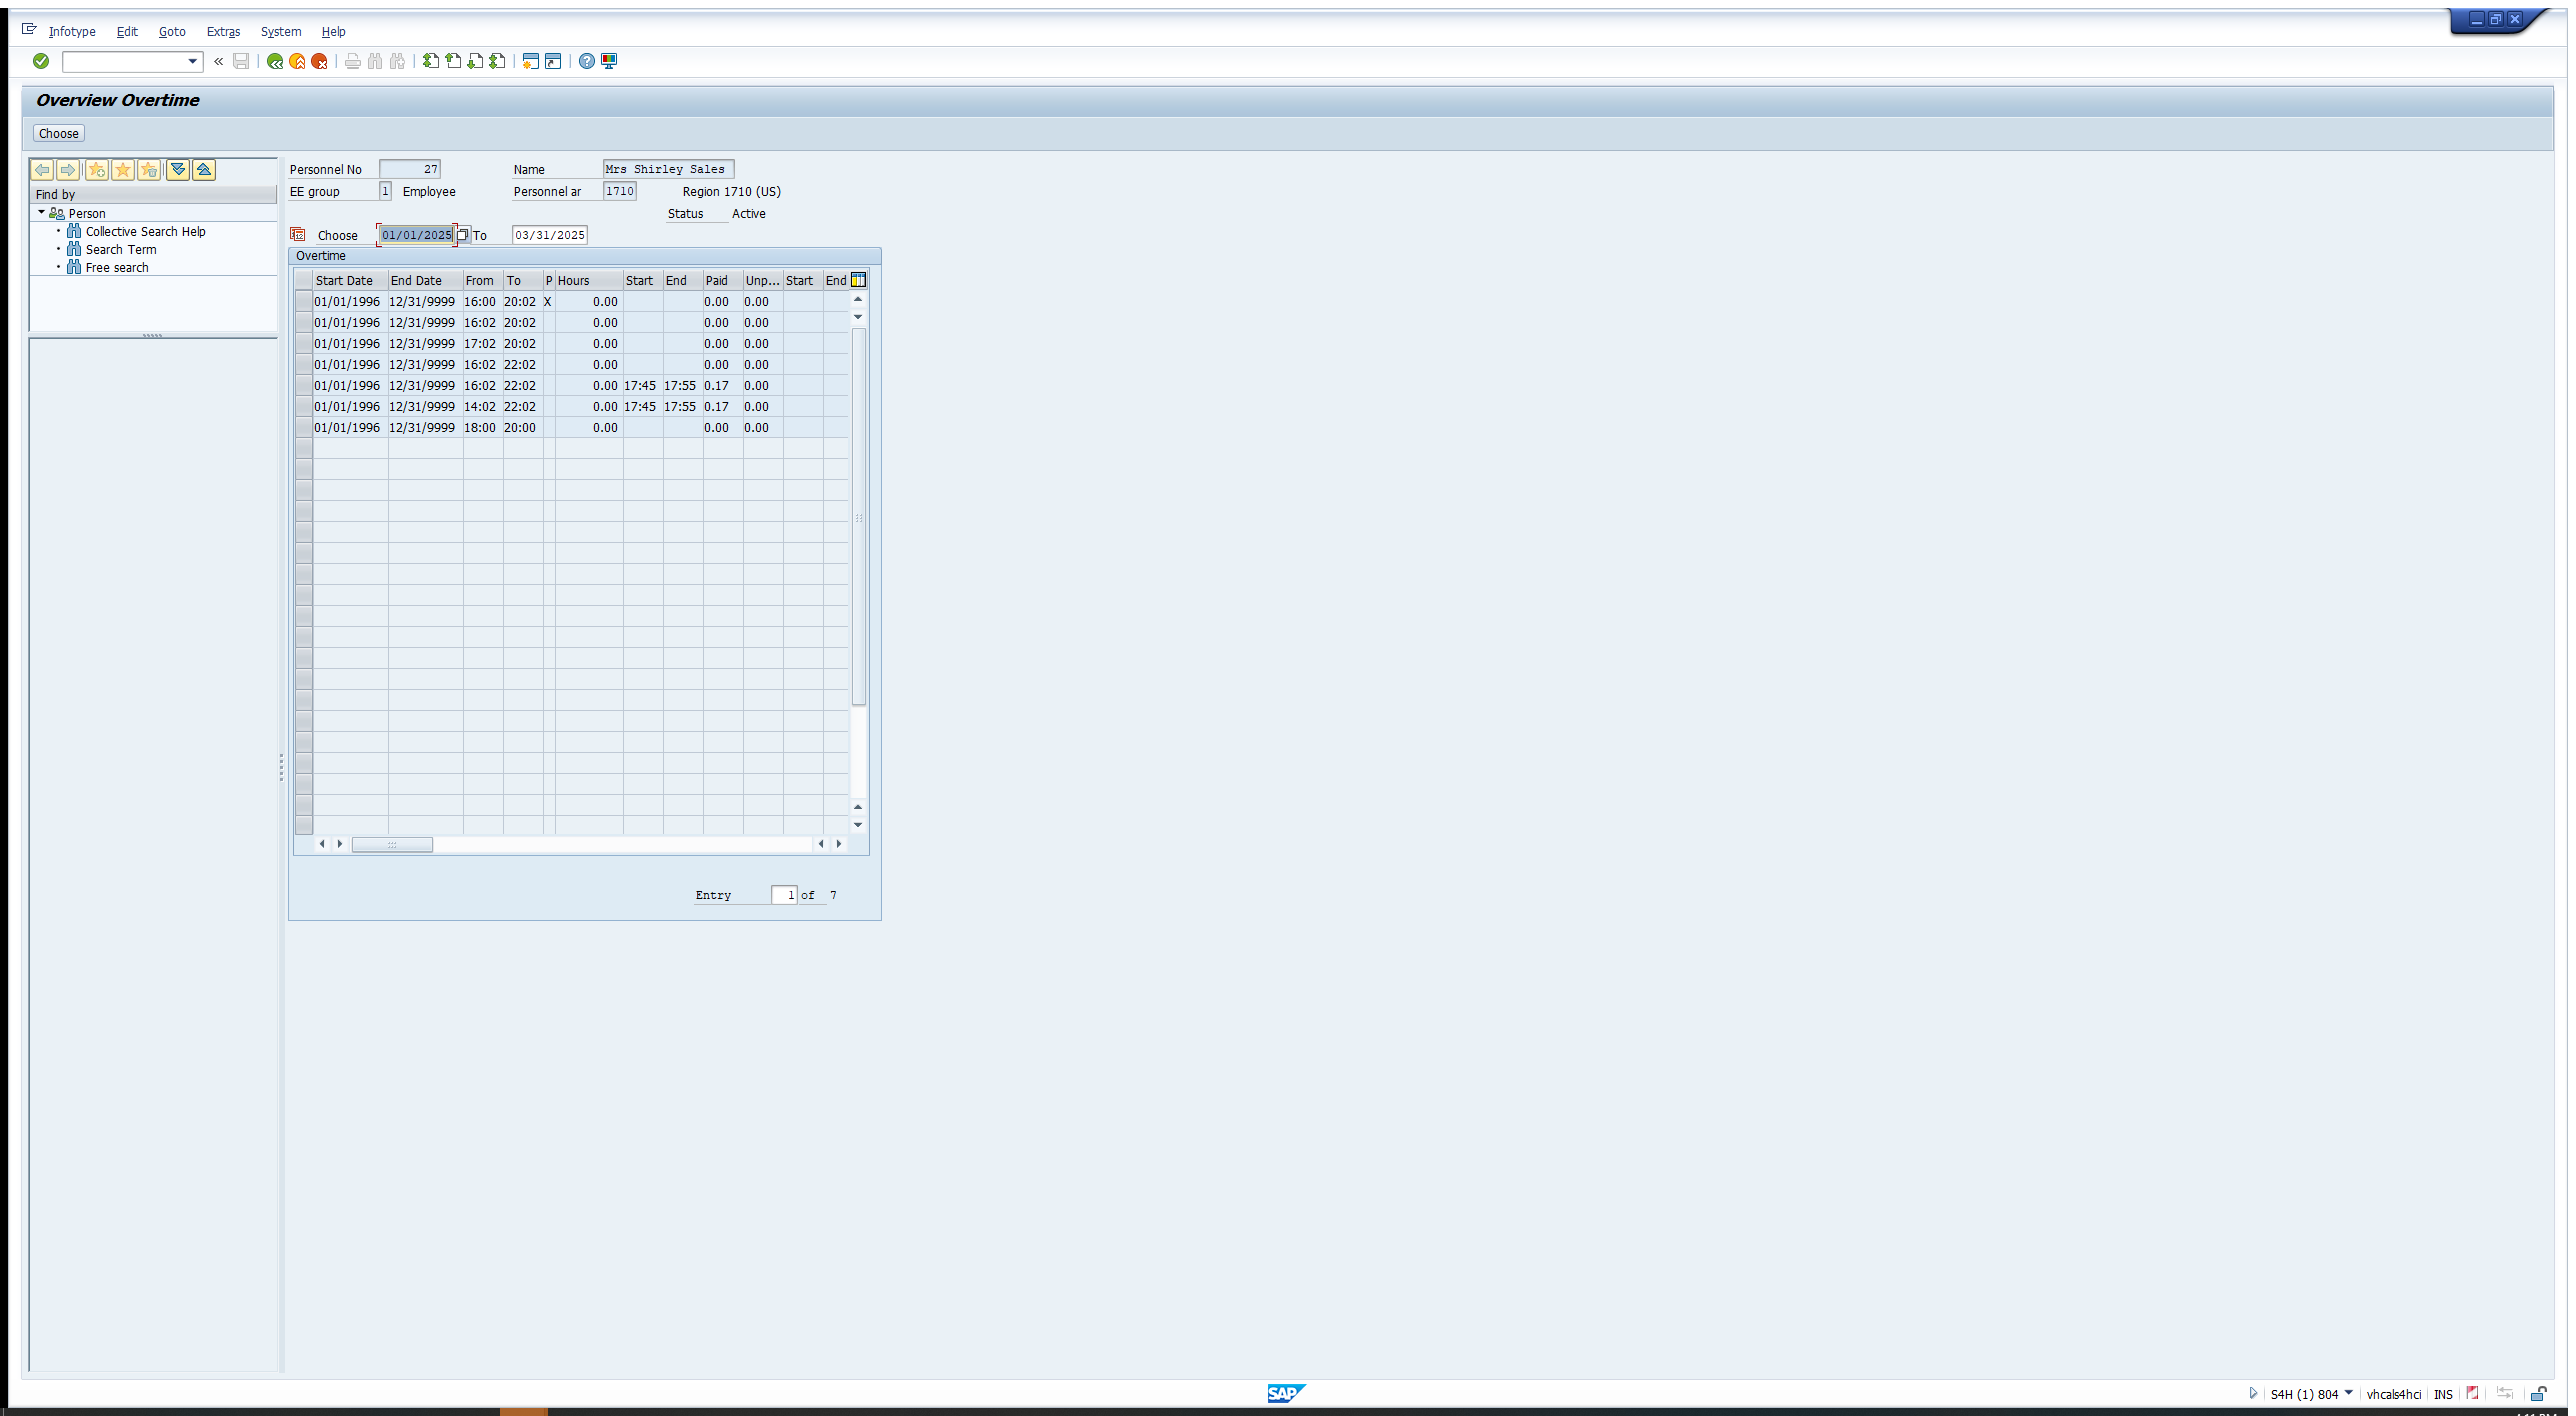 Infotype Edit Goto Extras System Help
Overview Overtime
Choose
Find by
Person
Collective Search Help
Search Term
Free search
Personnel No 27 Name Mrs Shirley Sales
EE group 1 Employee Personnel ar 1710 Region 1710 (US)
Status Active
Choose 01/01/2025 To 03/31/2025
Overtime
Start Date End Date From To P Hours Start End Paid Unp... Start End
01/01/1996 12/31/9999 16:00 20:02 X 0.00 0.00 0.00
01/01/1996 12/31/9999 16:02 20:02 0.00 0.00 0.00
01/01/1996 12/31/9999 17:02 20:02 0.00 0.00 0.00
01/01/1996 12/31/9999 16:02 22:02 0.00 0.00 0.00
01/01/1996 12/31/9999 16:02 22:02 0.00 17:45 17:55 0.17 0.00
01/01/1996 12/31/9999 14:02 22:02 0.00 17:45 17:55 0.17 0.00
01/01/1996 12/31/9999 18:00 20:00 0.00 0.00 0.00
Entry 1 of 7
SAP
S4H (1) 804 vhcals4hci INS